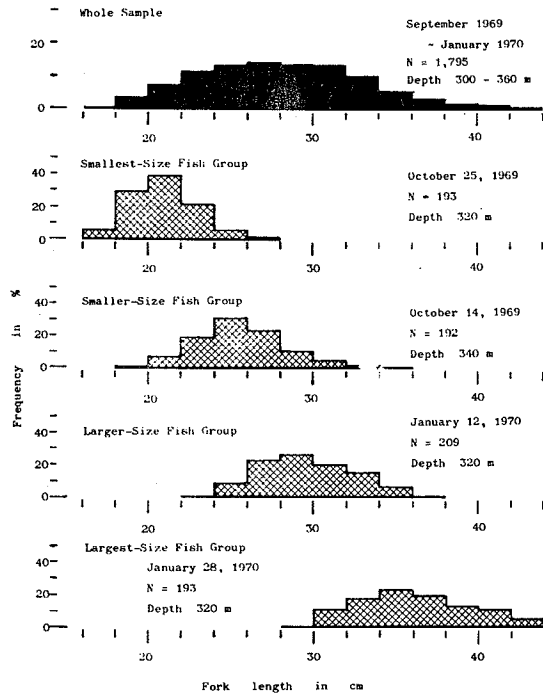 Whole Sample
September 1969
~ January 1970
N = 1,795
Depth 300 - 360 m
30
0
20 30 40
Smallest-Size Fish Group
October 25, 1969
N = 193
Depth 320 m
40
20
0
20 30 40
Smaller-Size Fish Group
October 14, 1969
N = 192
Depth 340 m
40
20
0
20 30 40
Larger-Size Fish Group
January 12, 1970
N = 209
Depth 320 m
40
20
0
20 30 40
Largest-Size Fish Group
January 28, 1970
N = 193
Depth 320 m
40
20
0
20 30 40
Frequency in %
Fork length in cm